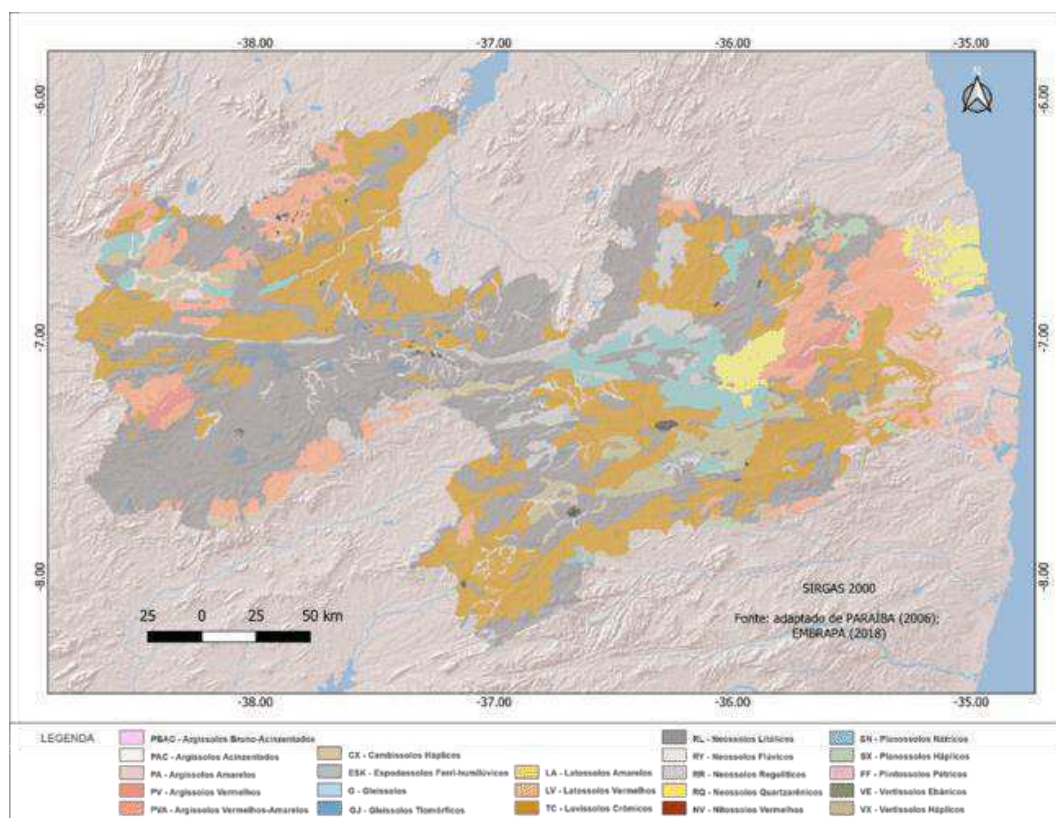 -38.00 -37.00 -36.00 -35.00
-6.00 -6.00
N
-7.00 -7.00
-8.00 -8.00
SIRGAS 2000
25 0 25 50 km
Fonte: adaptado de PARAÍBA (2006);
EMBRAPA (2018)
-38.00 -37.00 -36.00 -35.00
LEGENDA
PBAC - Argissolos Bruno-Acinzentados
PAC - Argissolos Acinzentados
PA - Argissolos Amarelos
PV - Argissolos Vermelhos
PVA - Argissolos Vermelhos-Amarelos
CX - Cambissolos Háplicos
ESK - Espodossolos Ferri-humilúvicos
G - Gleissolos
GJ - Gleissolos Tiomórficos
LA - Latossolos Amarelos
LV - Latossolos Vermelhos
TC - Luvissolos Crômicos
RL - Neossolos Litólicos
RY - Neossolos Flúvicos
RR - Neossolos Regolíticos
RQ - Neossolos Quartzarênicos
NV - Nitossolos Vermelhos
SN - Planossolos Nátricos
SX - Planossolos Háplicos
FF - Plintossolos Pétricos
VE - Vertissolos Ebânicos
VX - Vertissolos Háplicos